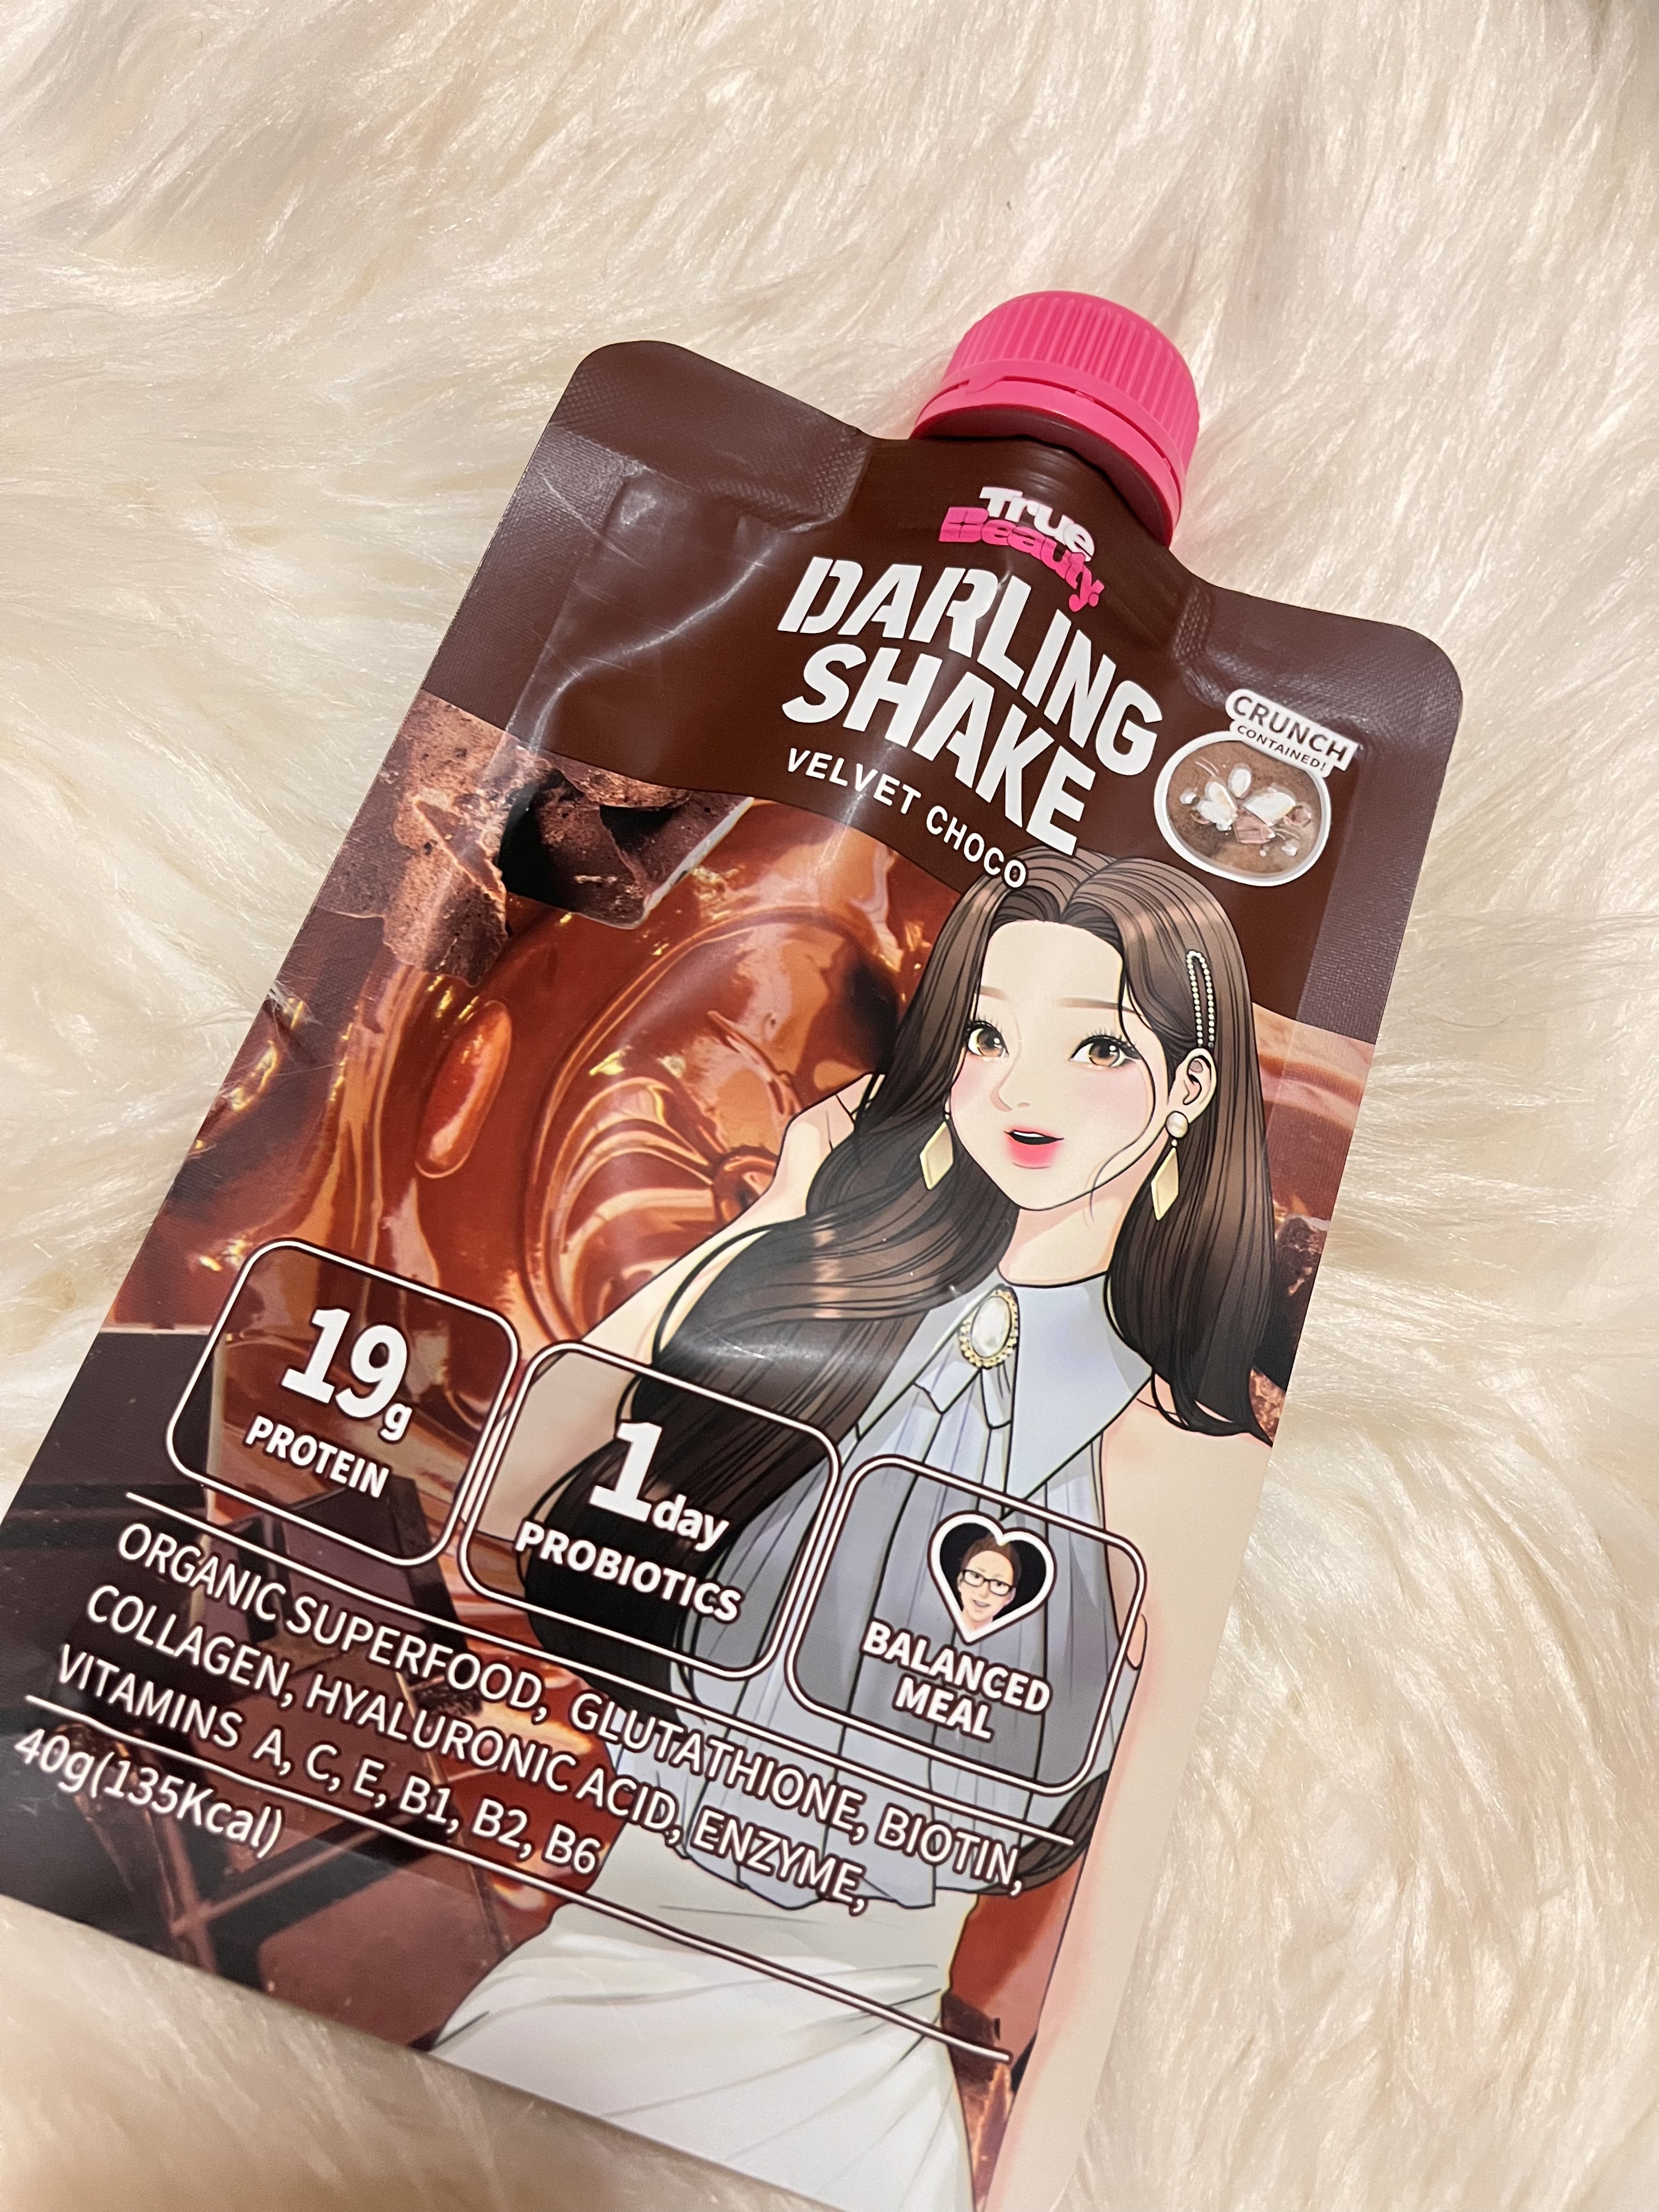 True
Beauty.
DARLING
SHAKE
VELVET CHOCO
CRUNCH
CONTAINED!
19g
PROTEIN
1day
PROBIOTICS
BALANCED
MEAL
ORGANIC SUPERFOOD, GLUTATHIONE, BIOTIN,
COLLAGEN, HYALURONIC ACID, ENZYME,
VITAMINS A, C, E, B1, B2, B6
40g(135Kcal)